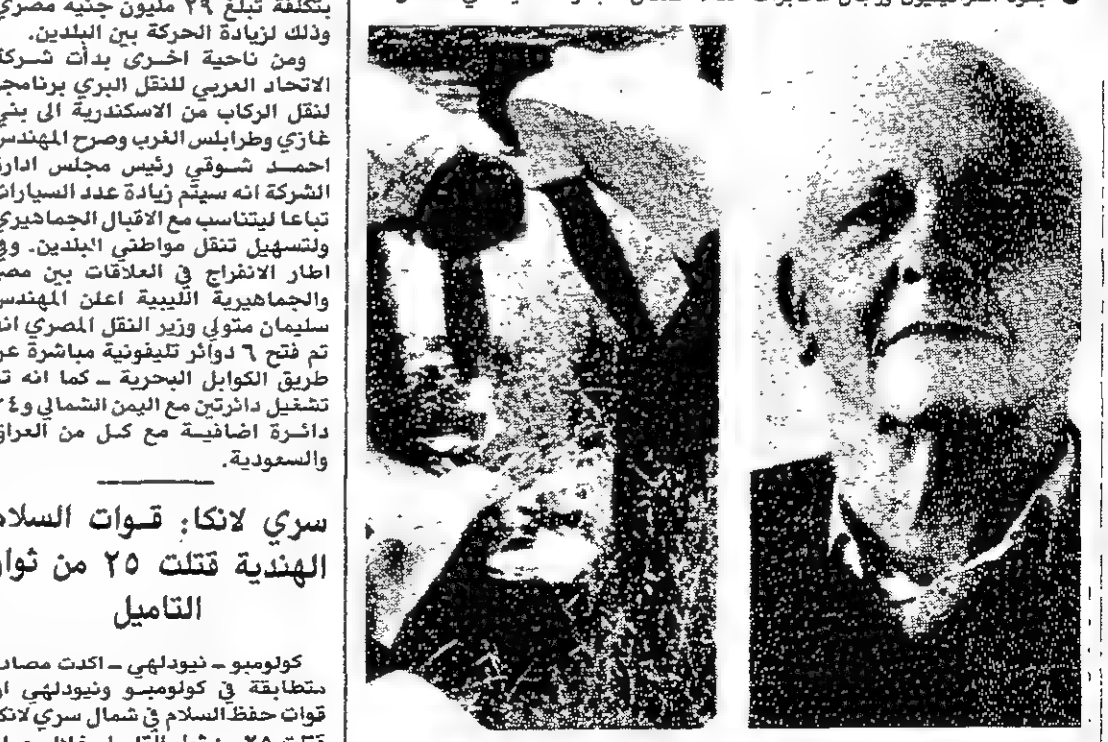 بتكلفة تبلغ ٢٩ مليون جنيه مصري
وذلك لزيادة الحركة بين البلدين.
ومن ناحية اخرى بدأت شركة
الاتحاد العربي للنقل البري برنامجا
لنقل الركاب من الاسكندرية الى بني
غازي وطرابلس الغرب وصرح المهندس
احمد شوقي رئيس مجلس ادارة
الشركة انه سيتم زيادة عدد السيارات
تباعا ليتناسب مع الاقبال الجماهيري
ولتسهيل تنقل مواطني البلدين. وفي
اطار الانفراج في العلاقات بين مصر
والجماهيرية الليبية اعلن المهندس
سليمان متولي وزير النقل المصري انه
تم فتح ٦ دوائر تليفونية مباشرة عن
طريق الكوابل البحرية ــ كما انه تم
تشغيل دائرتين مع اليمن الشمالي و
دائرة اضافية مع كل من العراق
والسعودية.
سري لانكا: قوات السلام
الهندية قتلت ٢٥ من ثوار
التاميل
كولومبو ــ نيودلهي ــ اكدت مصادر
متطابقة في كولومبو ونيودلهي ان
قوات حفظ السلام في شمال سري لانكا